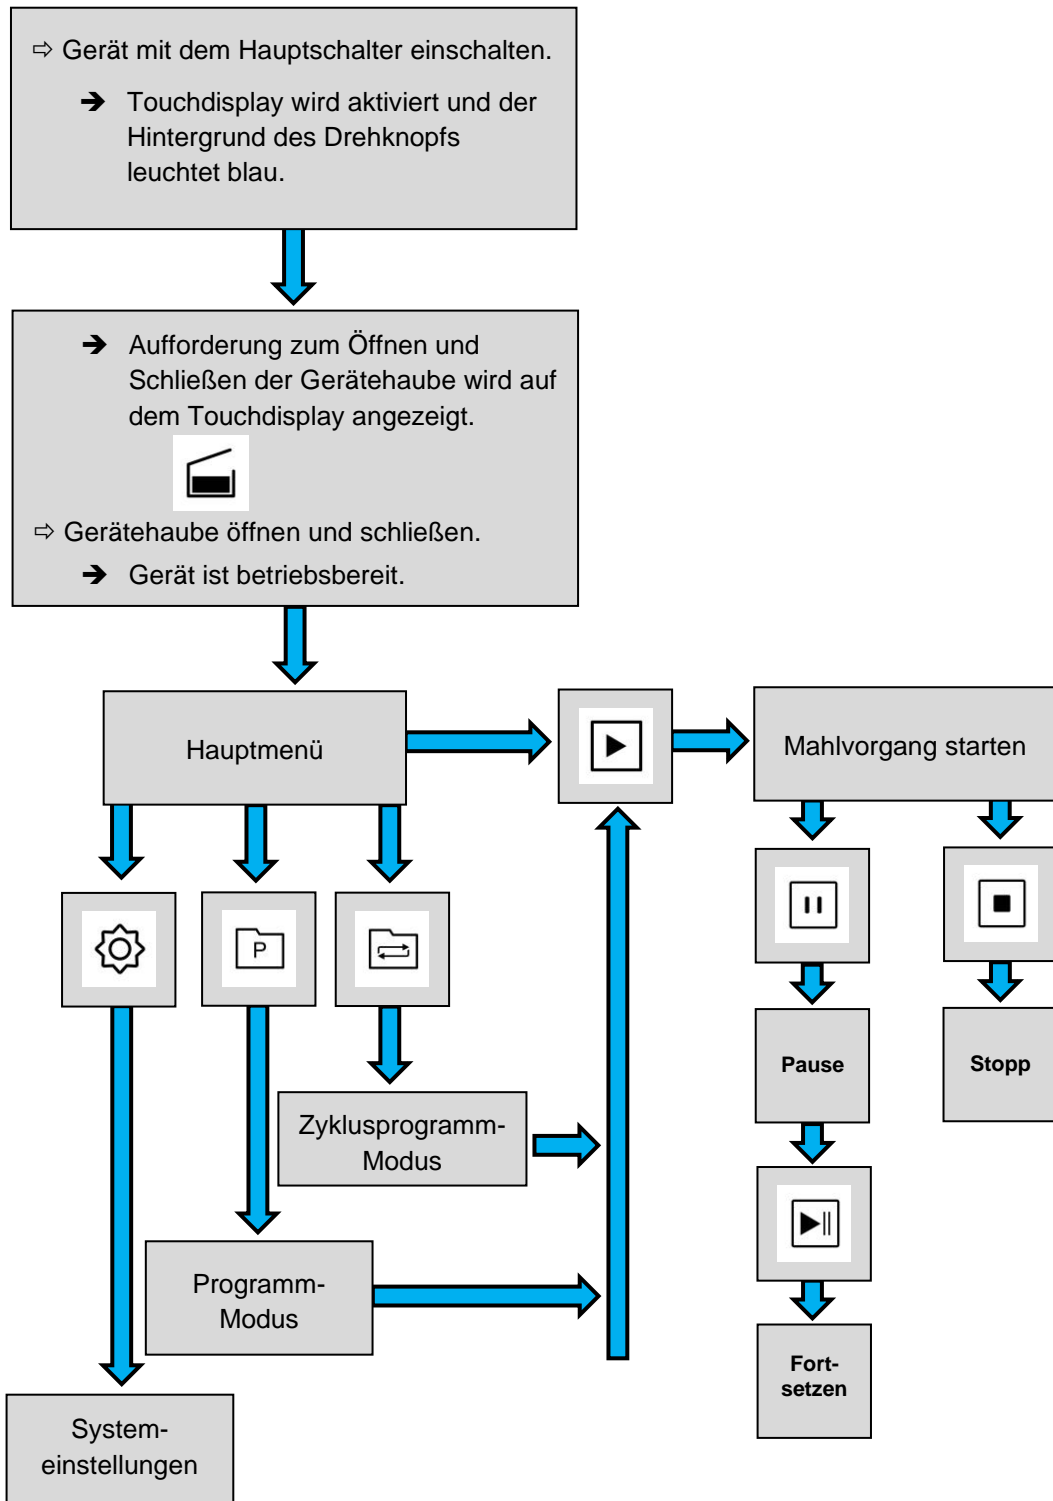 ⇨ Gerät mit dem Hauptschalter einschalten.
➔ Touchdisplay wird aktiviert und der
Hintergrund des Drehknopfs
leuchtet blau.
➔ Aufforderung zum Öffnen und
Schließen der Gerätehaube wird auf
dem Touchdisplay angezeigt.
⇨ Gerätehaube öffnen und schließen.
➔ Gerät ist betriebsbereit.
Hauptmenü
Mahlvorgang starten
P
Pause
Stopp
Zyklusprogramm-
Modus
Programm-
Modus
Fort-
setzen
System-
einstellungen